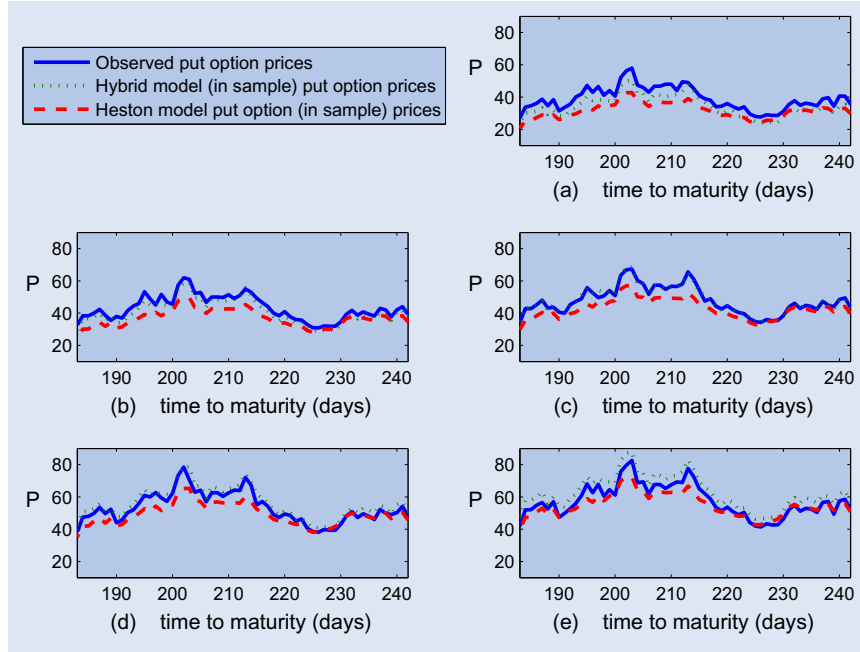 Observed put option prices
Hybrid model (in sample) put option prices
Heston model put option (in sample) prices
80
P 60
40
20
190 200 210 220 230 240
(a) time to maturity (days)
80
P 60
40
20
190 200 210 220 230 240
(b) time to maturity (days)
80
P 60
40
20
190 200 210 220 230 240
(c) time to maturity (days)
80
P 60
40
20
190 200 210 220 230 240
(d) time to maturity (days)
80
P 60
40
20
190 200 210 220 230 240
(e) time to maturity (days)